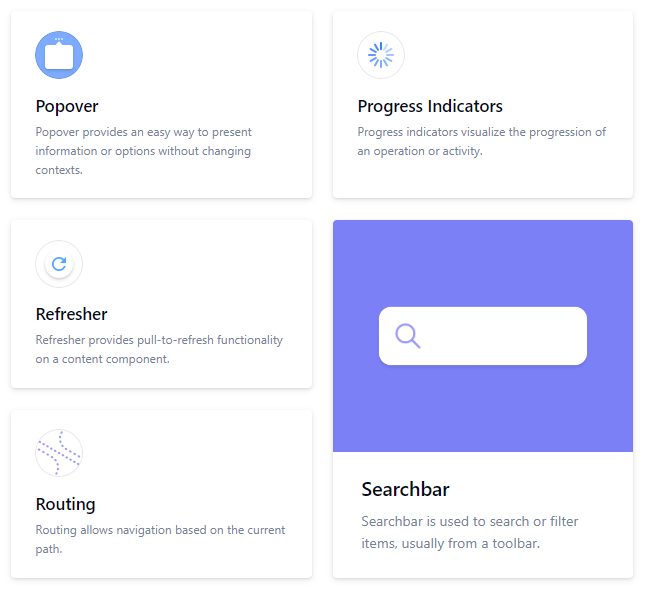 Popover
Popover provides an easy way to present
information or options without changing
contexts.
Progress Indicators
Progress indicators visualize the progression of
an operation or activity.
Refresher
Refresher provides pull-to-refresh functionality
on a content component.
Routing
Routing allows navigation based on the current
path.
Searchbar
Searchbar is used to search or filter
items, usually from a toolbar.